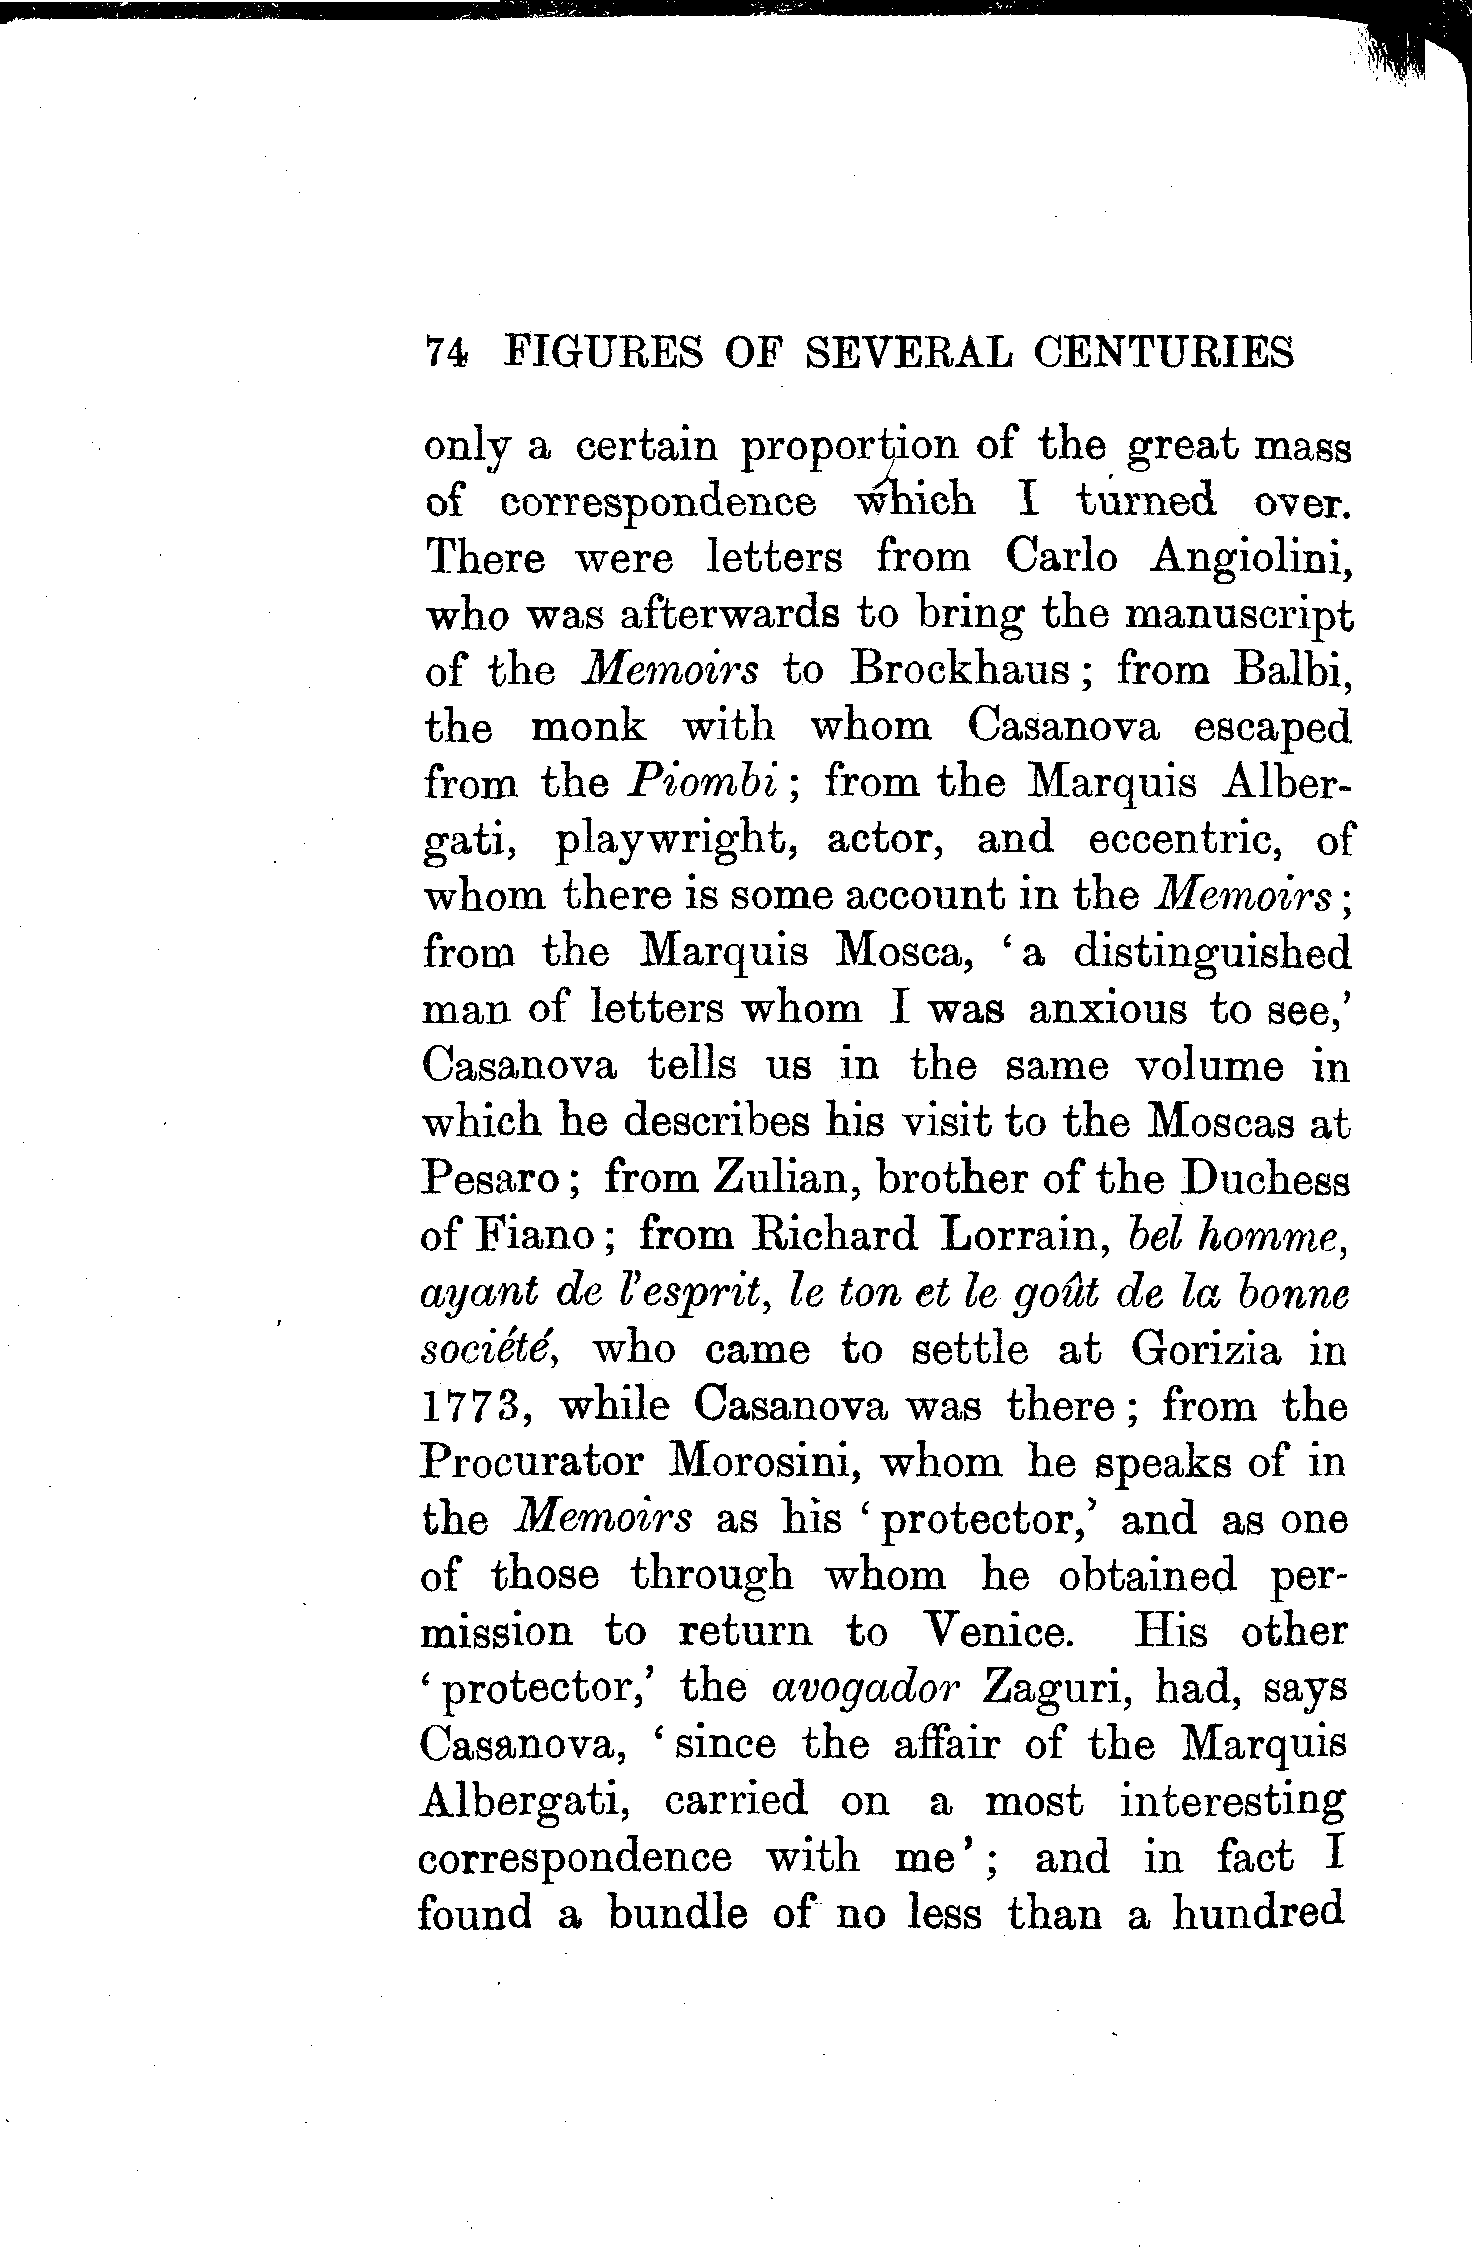 74 FIGURES OF SEVERAL CENTURIES
only a certain proportion of the great mass
of correspondence which I turned over.
There were letters from Carlo Angiolini,
who was afterwards to bring the manuscript
of the Memoirs to Brockhaus; from Balbi,
the monk with whom Casanova escaped
from the Piombi; from the Marquis Alber-
gati, playwright, actor, and eccentric, of
whom there is some account in the Memoirs;
from the Marquis Mosca, ‘a distinguished
man of letters whom I was anxious to see,’
Casanova tells us in the same volume in
which he describes his visit to the Moscas at
Pesaro; from Zulian, brother of the Duchess
of Fiano; from Richard Lorrain, bel homme,
ayant de l’esprit, le ton et le goût de la bonne
société, who came to settle at Gorizia in
1773, while Casanova was there; from the
Procurator Morosini, whom he speaks of in
the Memoirs as his ‘protector,’ and as one
of those through whom he obtained per-
mission to return to Venice. His other
‘protector,’ the avogador Zaguri, had, says
Casanova, ‘since the affair of the Marquis
Albergati, carried on a most interesting
correspondence with me’; and in fact I
found a bundle of no less than a hundred